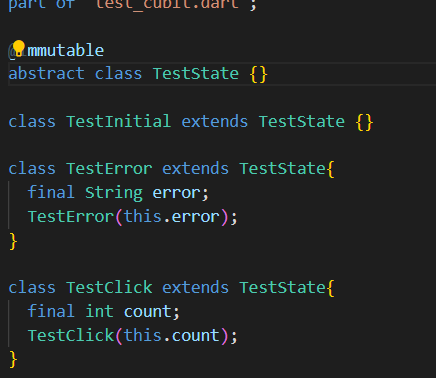 part of 'test_cubit.dart';
@immutable
abstract class TestState {}
class TestInitial extends TestState {}
class TestError extends TestState{
final String error;
TestError(this.error);
}
class TestClick extends TestState{
final int count;
TestClick(this.count);
}